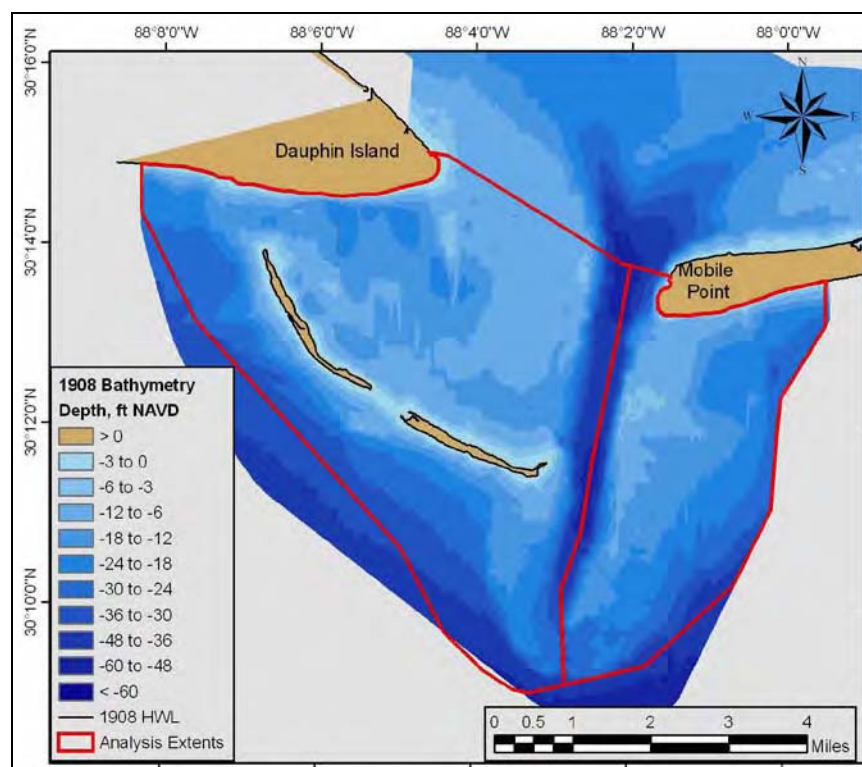 88°8'0"W 88°6'0"W 88°4'0"W 88°2'0"W 88°0'0"W
30°16'0"N
30°14'0"N
30°12'0"N
30°10'0"N
N
W E
S
Dauphin Island
Mobile
Point
1908 Bathymetry
Depth, ft NAVD
> 0
-3 to 0
-6 to -3
-12 to -6
-18 to -12
-24 to -18
-30 to -24
-36 to -30
-48 to -36
-60 to -48
< -60
1908 HWL
Analysis Extents
0 0.5 1 2 3 4
Miles